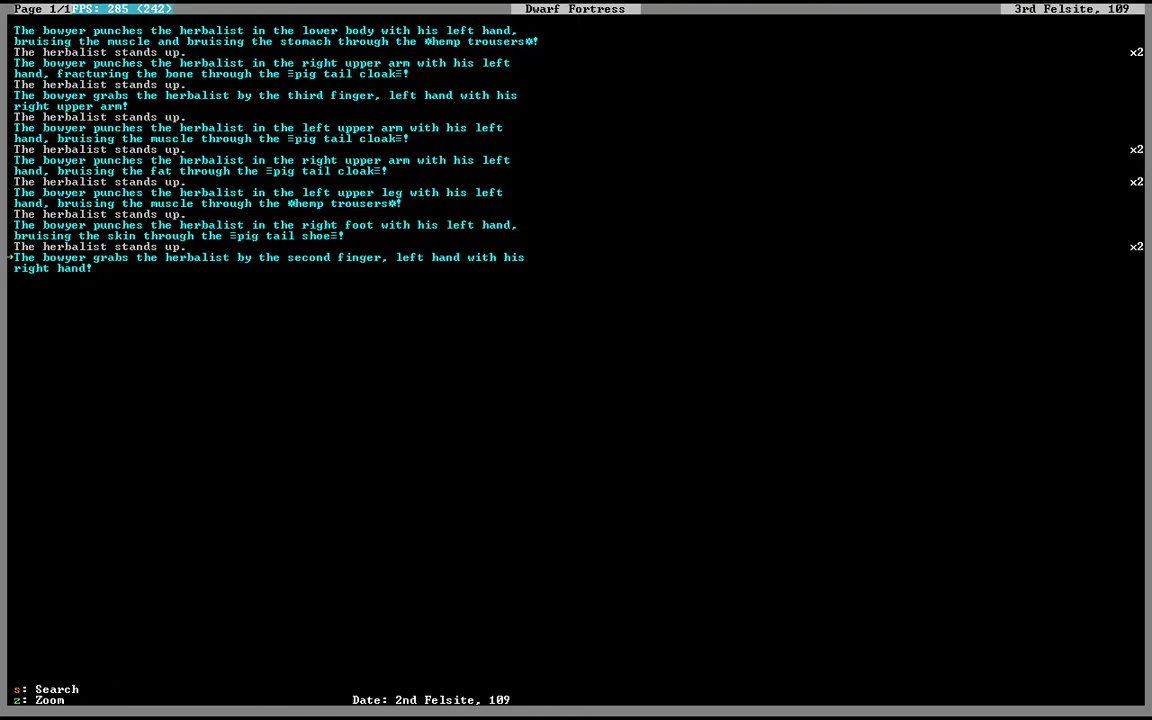 Page 1/1 FPS: 285 (242) Dwarf Fortress 3rd Felsite, 109
The bowyer punches the herbalist in the lower body with his left hand,
bruising the muscle and bruising the stomach through the ☼hemp trousers☼!
The herbalist stands up. x2
The bowyer punches the herbalist in the right upper arm with his left
hand, fracturing the bone through the ≡pig tail cloak≡!
The herbalist stands up.
The bowyer grabs the herbalist by the third finger, left hand with his
right upper arm!
The herbalist stands up.
The bowyer punches the herbalist in the left upper arm with his left
hand, bruising the muscle through the ≡pig tail cloak≡!
The herbalist stands up. x2
The bowyer punches the herbalist in the right upper arm with his left
hand, bruising the fat through the ≡pig tail cloak≡!
The herbalist stands up. x2
The bowyer punches the herbalist in the left upper leg with his left
hand, bruising the muscle through the ☼hemp trousers☼!
The herbalist stands up.
The bowyer punches the herbalist in the right foot with his left hand,
bruising the skin through the ≡pig tail shoe≡!
The herbalist stands up. x2
→The bowyer grabs the herbalist by the second finger, left hand with his
right hand!
s: Search
z: Zoom Date: 2nd Felsite, 109